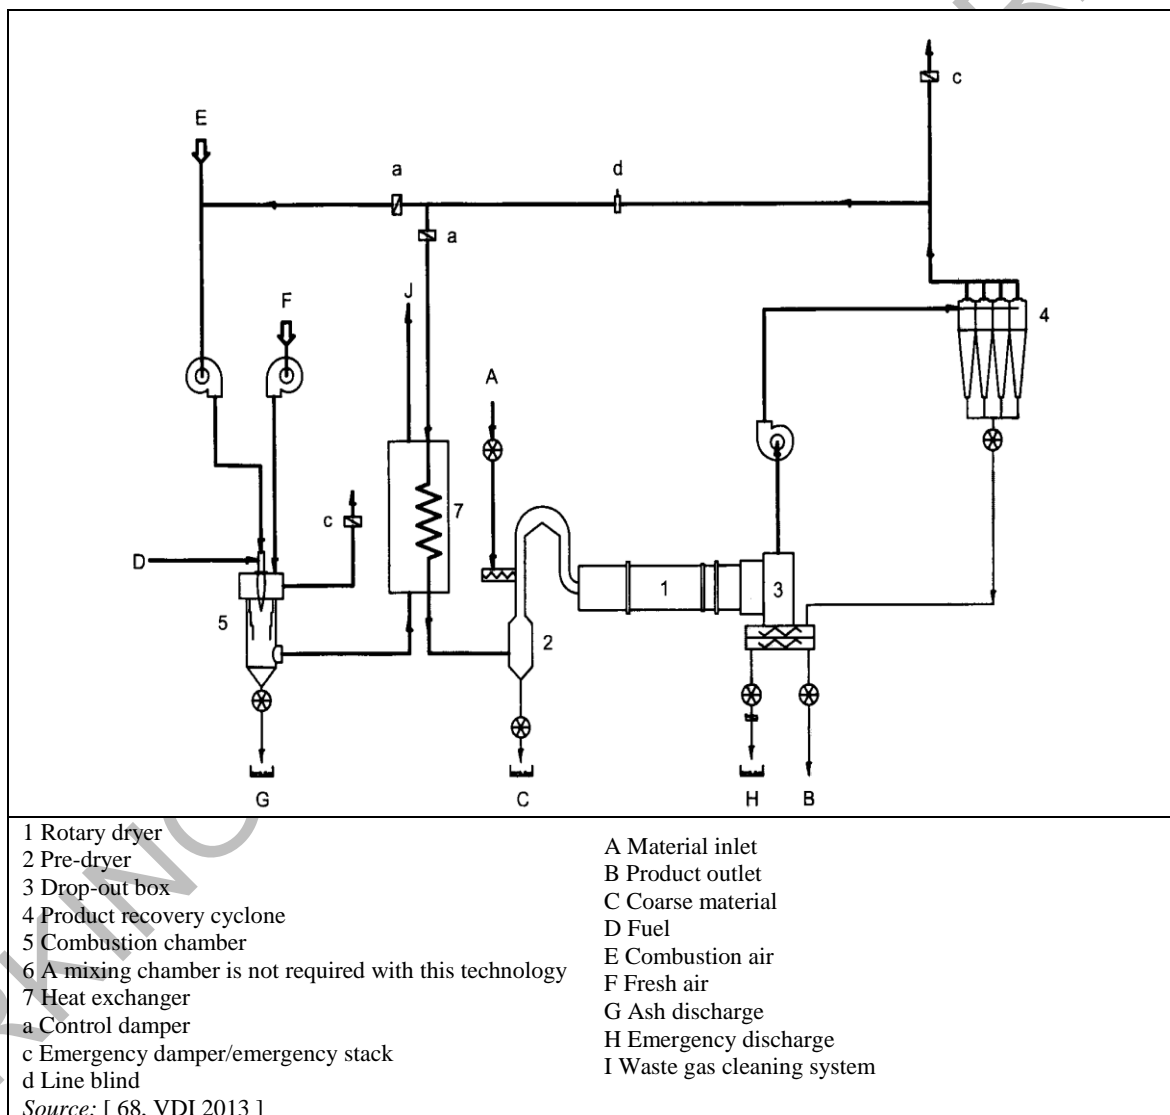 c
E
a
d
a
F
J
4
A
c
7
D
5
1
3
2
G
C
H
B
1 Rotary dryer
2 Pre-dryer
3 Drop-out box
4 Product recovery cyclone
5 Combustion chamber
6 A mixing chamber is not required with this technology
7 Heat exchanger
a Control damper
c Emergency damper/emergency stack
d Line blind
Source: [ 68, VDI 2013 ]
A Material inlet
B Product outlet
C Coarse material
D Fuel
E Combustion air
F Fresh air
G Ash discharge
H Emergency discharge
I Waste gas cleaning system